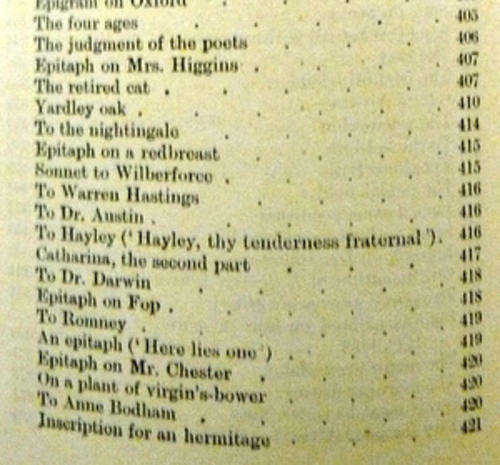 Epigram on Oxford
The four ages . . . . 405
The judgment of the poets . . . 406
Epitaph on Mrs. Higgins . . . . 407
The retired cat . . . . 407
Yardley oak . . . . 410
To the nightingale . . . . 414
Epitaph on a redbreast . . . . 415
Sonnet to Wilberforce . . . . 415
To Warren Hastings . . . . 416
To Dr. Austin . . . . 416
To Hayley ('Hayley, thy tenderness fraternal'). 416
Catharina, the second part . . . 417
To Dr. Darwin . . . . 418
Epitaph on Fop . . . . 418
To Romney . . . . 419
An epitaph ('Here lies one') . . . 419
Epitaph on Mr. Chester . . . . 420
On a plant of virgin's-bower . . . 420
To Anne Bodham . . . . 420
Inscription for an hermitage . . . 421